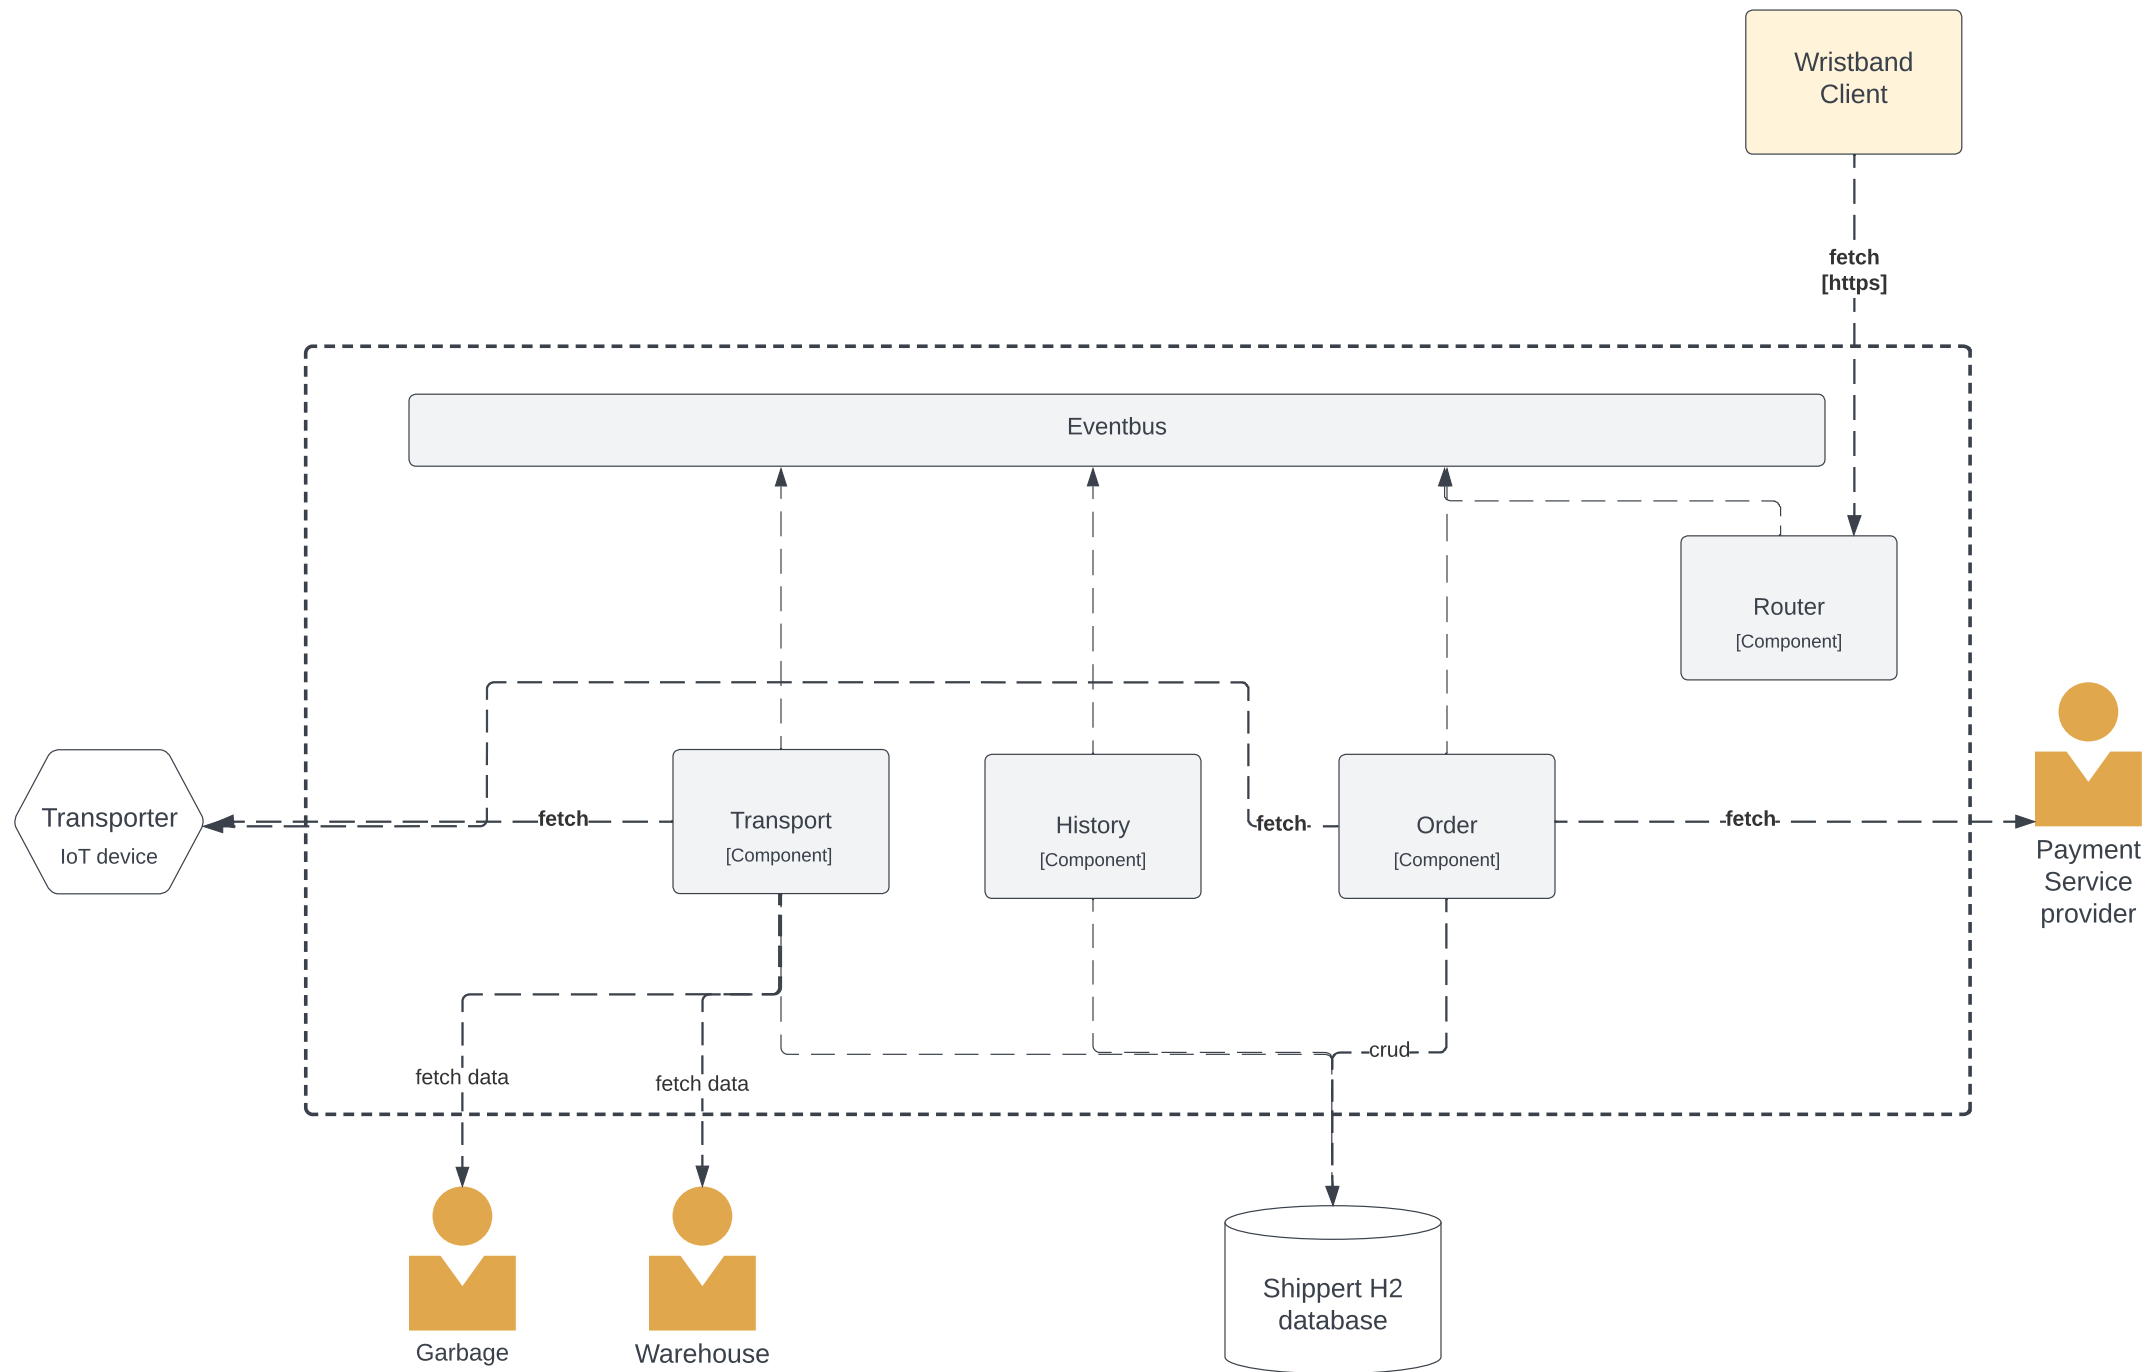 Wristband
Client
fetch
[https]
Eventbus
Router
[Component]
Transporter
IoT device
fetch
Transport
[Component]
History
[Component]
fetch
Order
[Component]
fetch
Payment
Service
provider
crud
fetch data
fetch data
Garbage
Warehouse
Shippert H2
database